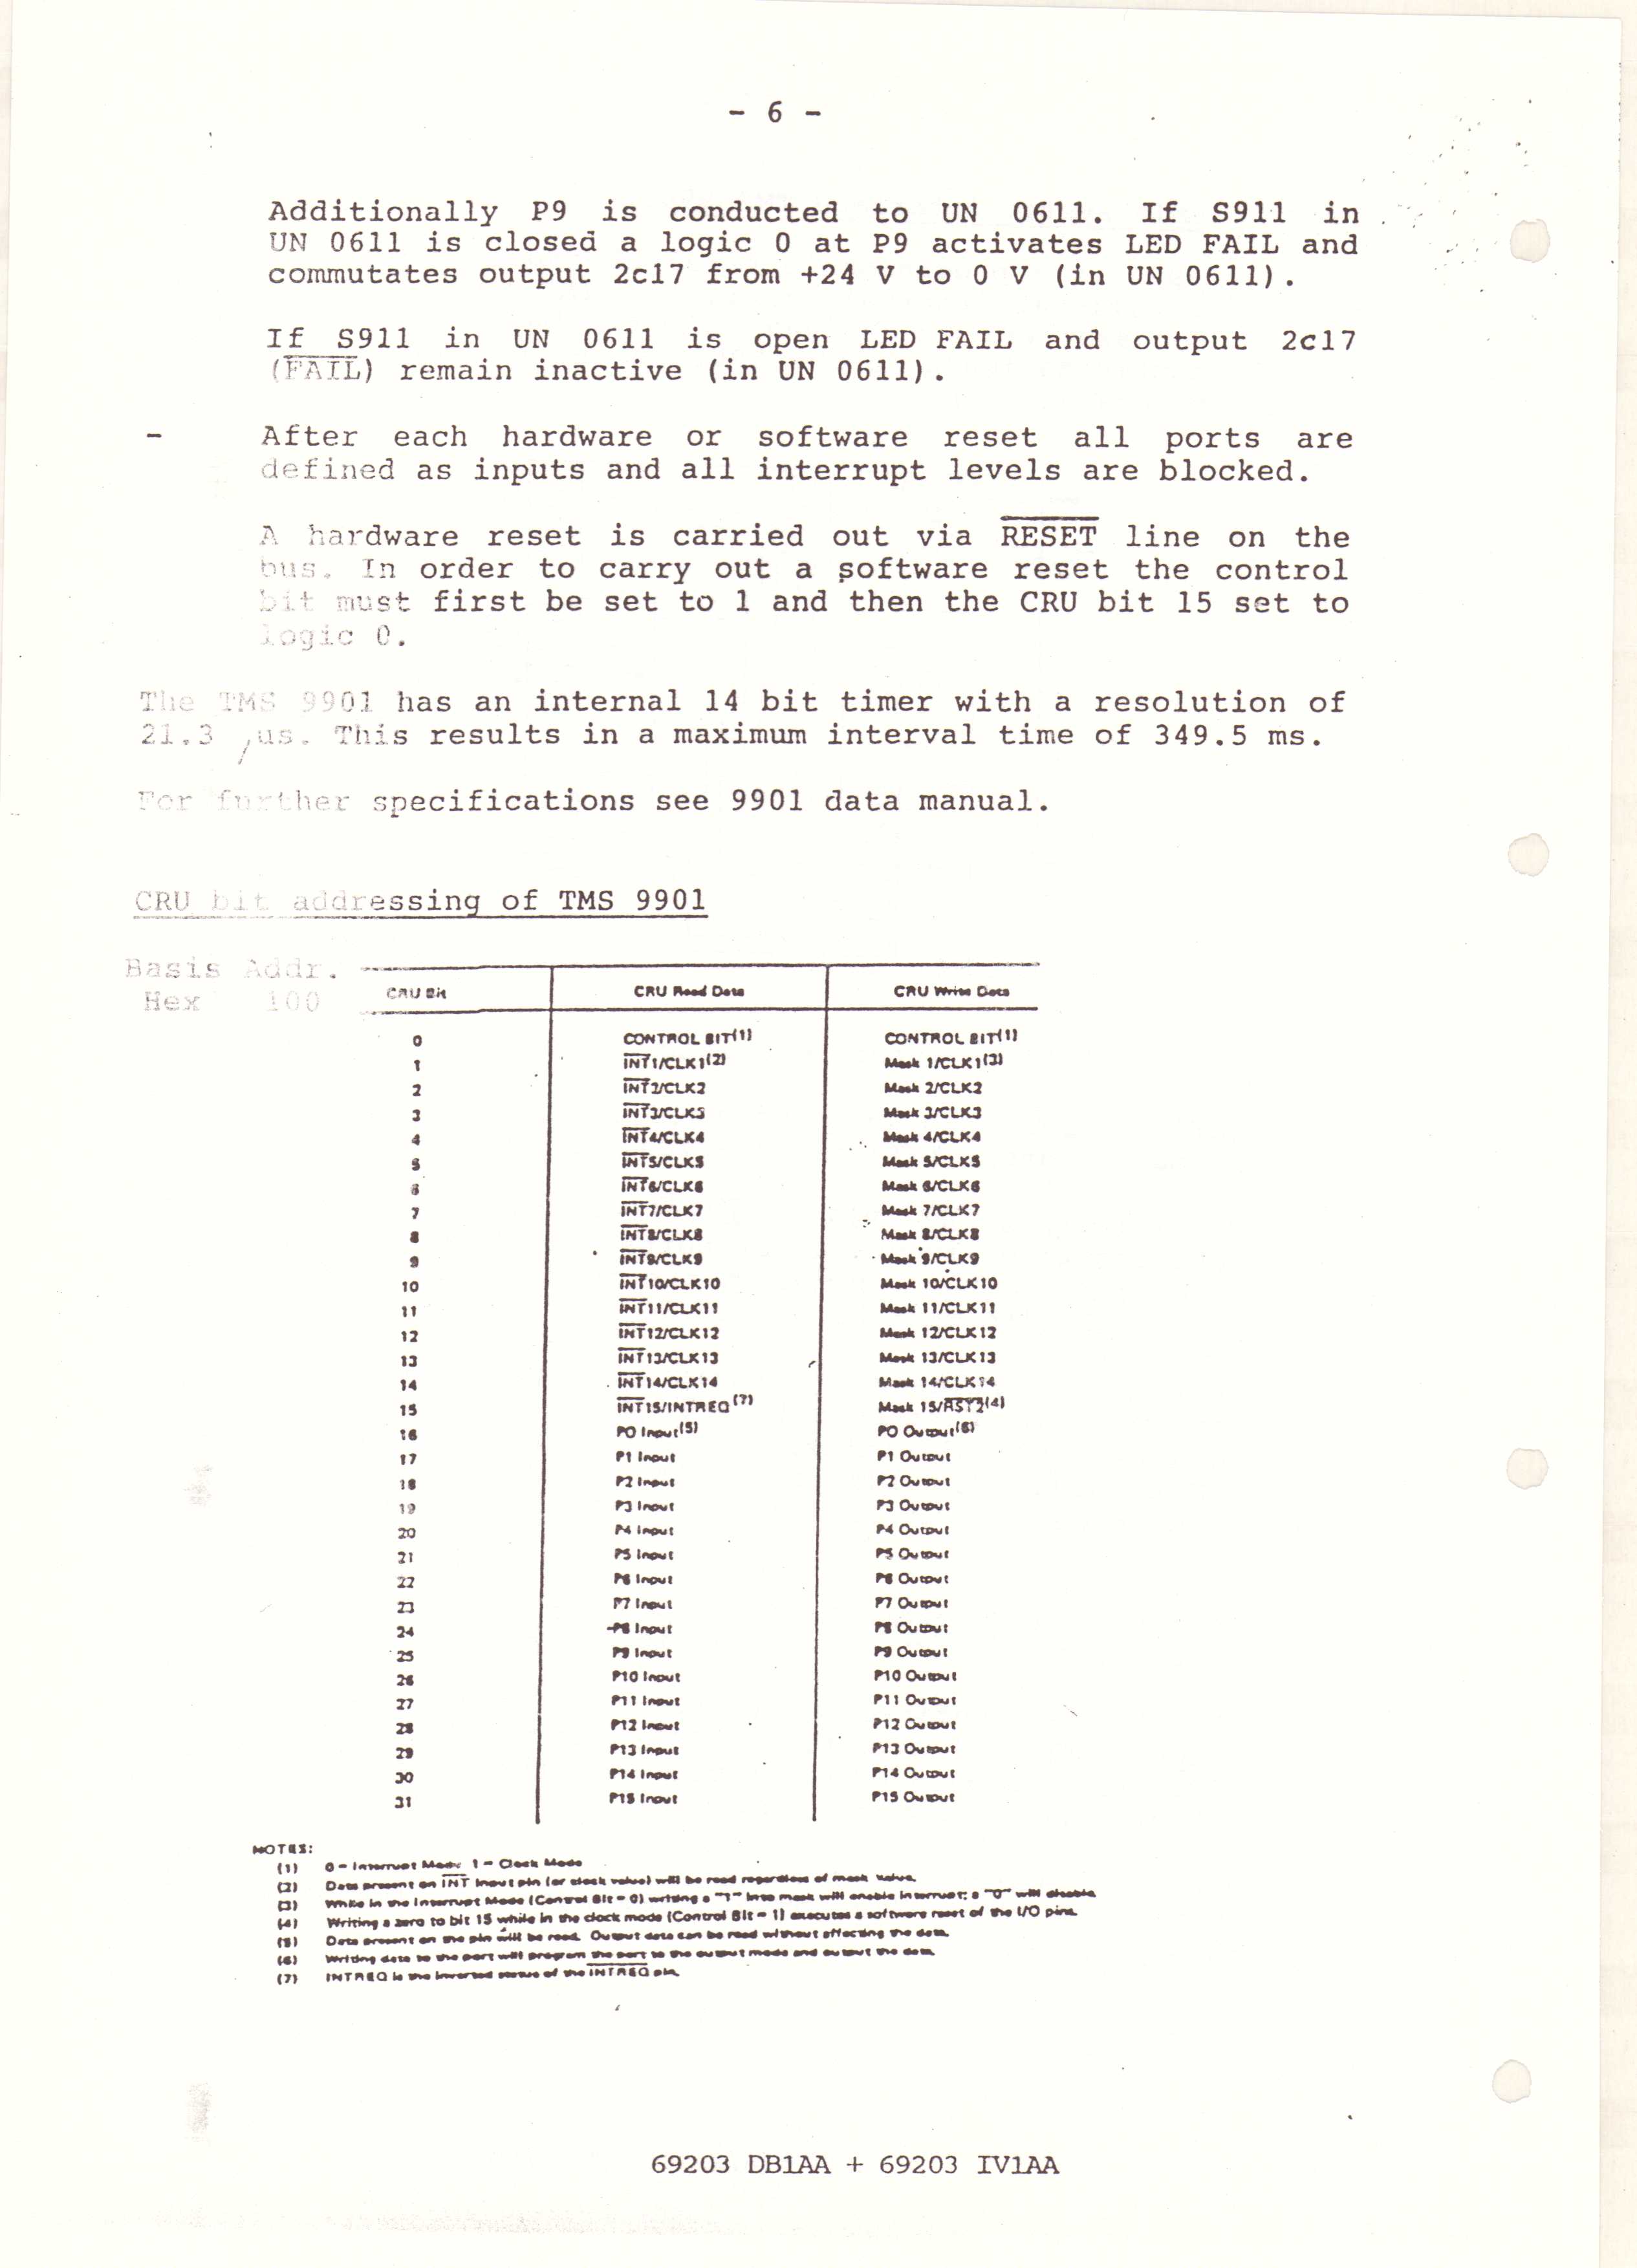 - 6 -
Additionally P9 is conducted to UN 0611. If S911 in
UN 0611 is closed a logic 0 at P9 activates LED FAIL and
commutates output 2c17 from +24 V to 0 V (in UN 0611).
If S911 in UN 0611 is open LED FAIL and output 2c17
(FAIL) remain inactive (in UN 0611).
- After each hardware or software reset all ports are
defined as inputs and all interrupt levels are blocked.
A hardware reset is carried out via RESET line on the
bus. In order to carry out a software reset the control
bit must first be set to 1 and then the CRU bit 15 set to
logic 0.
The TMS 9901 has an internal 14 bit timer with a resolution of
21.3 /us. This results in a maximum interval time of 349.5 ms.
For further specifications see 9901 data manual.
CRU bit addressing of TMS 9901
Basis Addr.
Hex 100
CRU Bit CRU Read Data CRU Write Data
0 CONTROL BIT(1) CONTROL BIT(1)
1 INT1/CLK1(2) Mask 1/CLK1(3)
2 INT2/CLK2 Mask 2/CLK2
3 INT3/CLK3 Mask 3/CLK3
4 INT4/CLK4 Mask 4/CLK4
5 INT5/CLK5 Mask 5/CLK5
6 INT6/CLK6 Mask 6/CLK6
7 INT7/CLK7 Mask 7/CLK7
8 INT8/CLK8 Mask 8/CLK8
9 INT9/CLK9 Mask 9/CLK9
10 INT10/CLK10 Mask 10/CLK10
11 INT11/CLK11 Mask 11/CLK11
12 INT12/CLK12 Mask 12/CLK12
13 INT13/CLK13 Mask 13/CLK13
14 INT14/CLK14 Mask 14/CLK14
15 INT15/INTREQ(7) Mask 15/RST2(4)
16 P0 Input(5) P0 Output(6)
17 P1 Input P1 Output
18 P2 Input P2 Output
19 P3 Input P3 Output
20 P4 Input P4 Output
21 P5 Input P5 Output
22 P6 Input P6 Output
23 P7 Input P7 Output
24 P8 Input P8 Output
25 P9 Input P9 Output
26 P10 Input P10 Output
27 P11 Input P11 Output
28 P12 Input P12 Output
29 P13 Input P13 Output
30 P14 Input P14 Output
31 P15 Input P15 Output
NOTES:
(1) 0 = Interrupt Mode 1 = Clock Mode
(2) Data present on INT input pin (or clock value) will be read regardless of mask value.
(3) While in the Interrupt Mode (Control Bit = 0) writing a "1" into mask will enable interrupt; a "0" will disable.
(4) Writing a zero to bit 15 while in the clock mode (Control Bit = 1) executes a software reset of the I/O pins.
(5) Data present on the pin will be read. Output data can be read without affecting the data.
(6) Writing data to the port will program the port to the output mode and output the data.
(7) INTREQ is the inverted status of the INTREQ pin.
69203 DB1AA + 69203 IV1AA